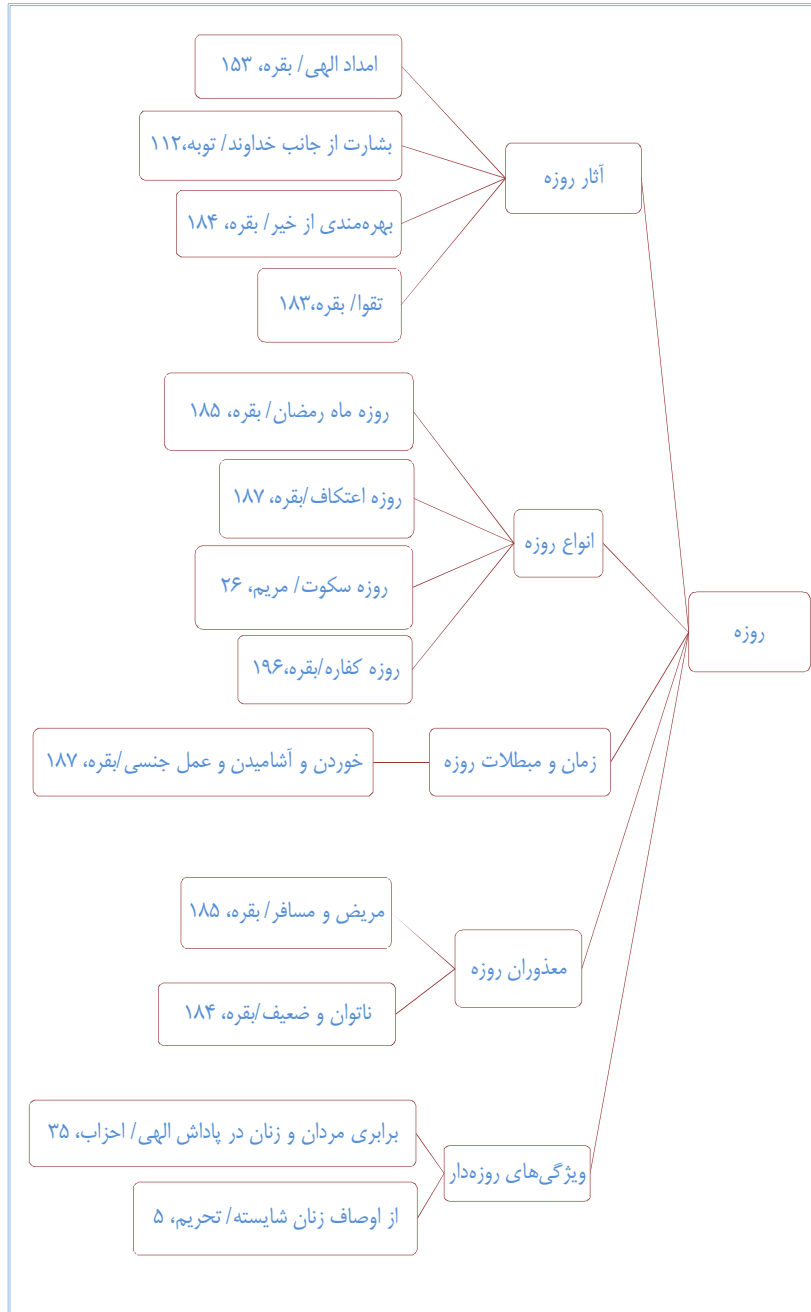 روزه
آثار روزه
امداد الهی/ بقره، ۱۵۳
بشارت از جانب خداوند/ توبه،۱۱۲
بهره‌مندی از خیر/ بقره، ۱۸۴
تقوا/ بقره،۱۸۳
انواع روزه
روزه ماه رمضان/ بقره، ۱۸۵
روزه اعتکاف/بقره، ۱۸۷
روزه سکوت/ مریم، ۲۶
روزه کفاره/بقره،۱۹۶
زمان و مبطلات روزه
خوردن و آشامیدن و عمل جنسی/بقره، ۱۸۷
معذوران روزه
مریض و مسافر/ بقره، ۱۸۵
ناتوان و ضعیف/بقره، ۱۸۴
ویژگی‌های روزه‌دار
برابری مردان و زنان در پاداش الهی/ احزاب، ۳۵
از اوصاف زنان شایسته/ تحریم، ۵